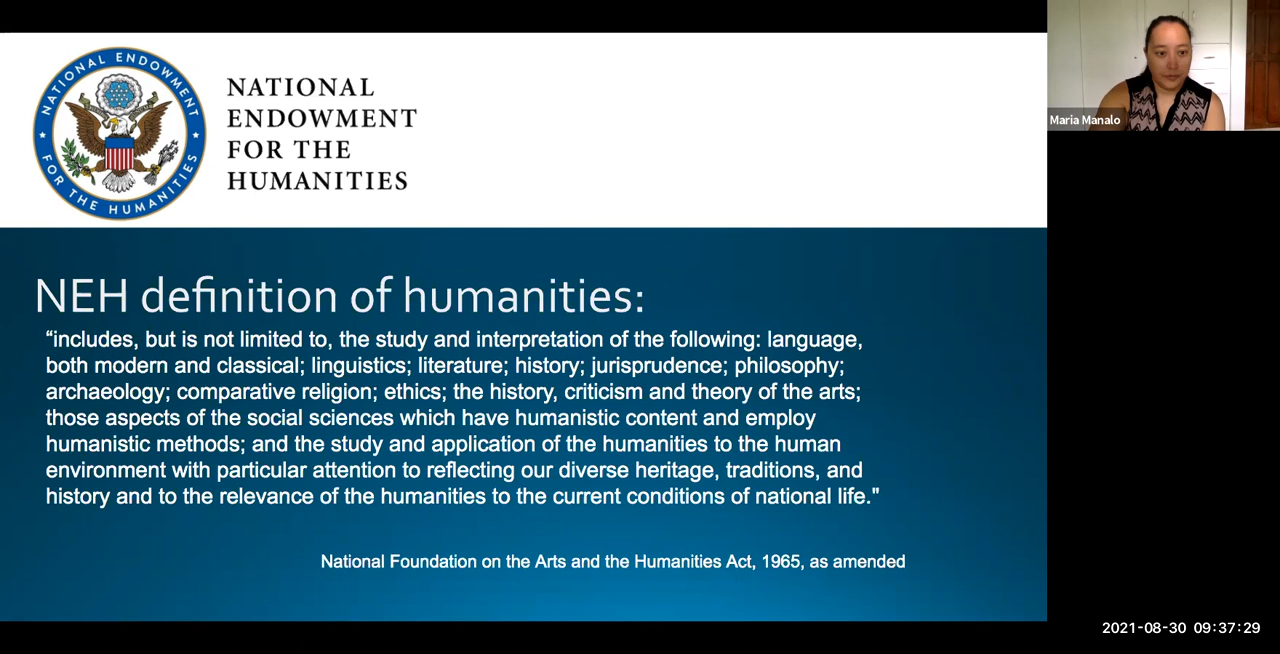 NATIONAL ENDOWMENT
FOR THE HUMANITIES
NATIONAL
ENDOWMENT
FOR THE
HUMANITIES
Maria Manalo
NEH definition of humanities:
“includes, but is not limited to, the study and interpretation of the following: language,
both modern and classical; linguistics; literature; history; jurisprudence; philosophy;
archaeology; comparative religion; ethics; the history, criticism and theory of the arts;
those aspects of the social sciences which have humanistic content and employ
humanistic methods; and the study and application of the humanities to the human
environment with particular attention to reflecting our diverse heritage, traditions, and
history and to the relevance of the humanities to the current conditions of national life."
National Foundation on the Arts and the Humanities Act, 1965, as amended
2021-08-30 09:37:29